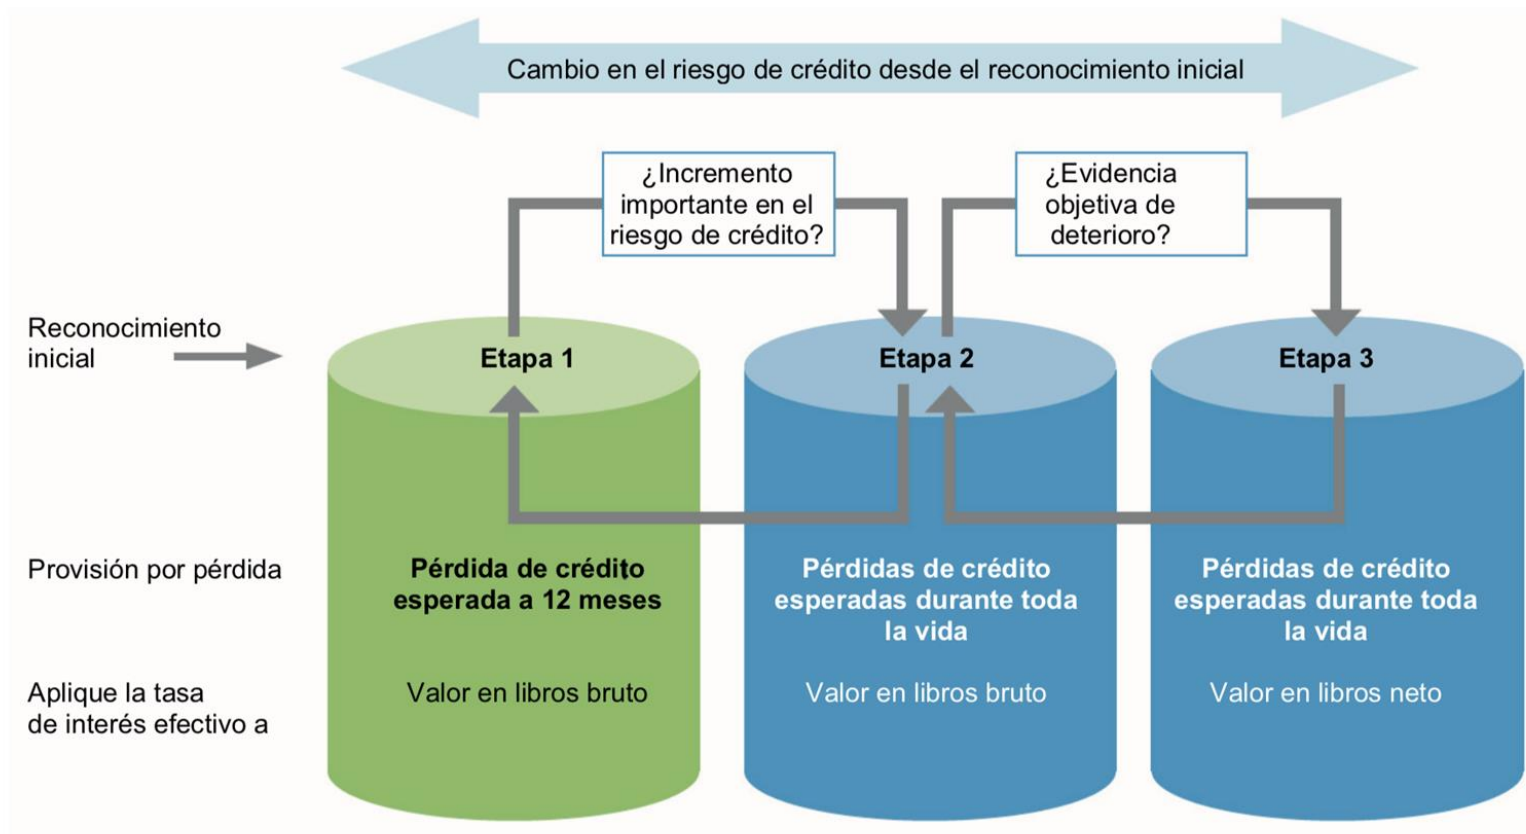 Cambio en el riesgo de crédito desde el reconocimiento inicial
¿Incremento
importante en el
riesgo de crédito?
¿Evidencia
objetiva de
deterioro?
Reconocimiento
inicial
Etapa 1
Etapa 2
Etapa 3
Provisión por pérdida
Pérdida de crédito
esperada a 12 meses
Pérdidas de crédito
esperadas durante toda
la vida
Pérdidas de crédito
esperadas durante toda
la vida
Aplique la tasa
de interés efectivo a
Valor en libros bruto
Valor en libros bruto
Valor en libros neto